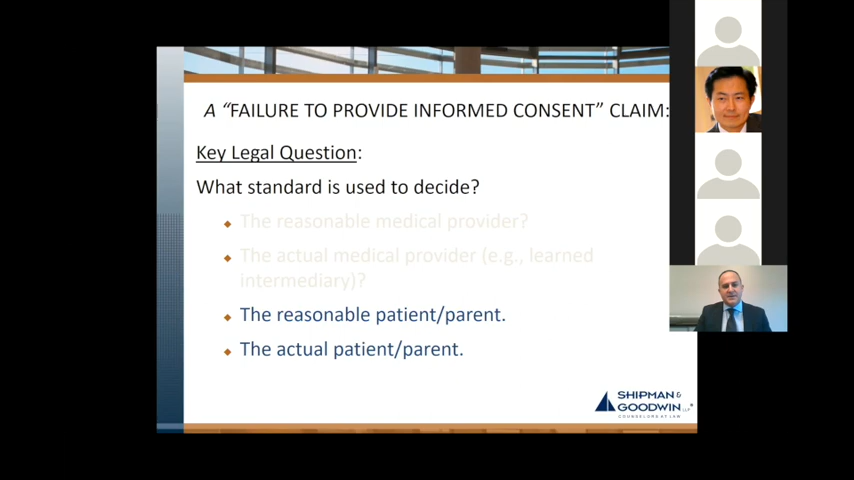 A “FAILURE TO PROVIDE INFORMED CONSENT” CLAIM:
Key Legal Question:
What standard is used to decide?
The reasonable medical provider?
The actual medical provider (e.g., learned
intermediary)?
The reasonable patient/parent.
The actual patient/parent.
SHIPMAN &
GOODWIN LLP®
COUNSELORS AT LAW